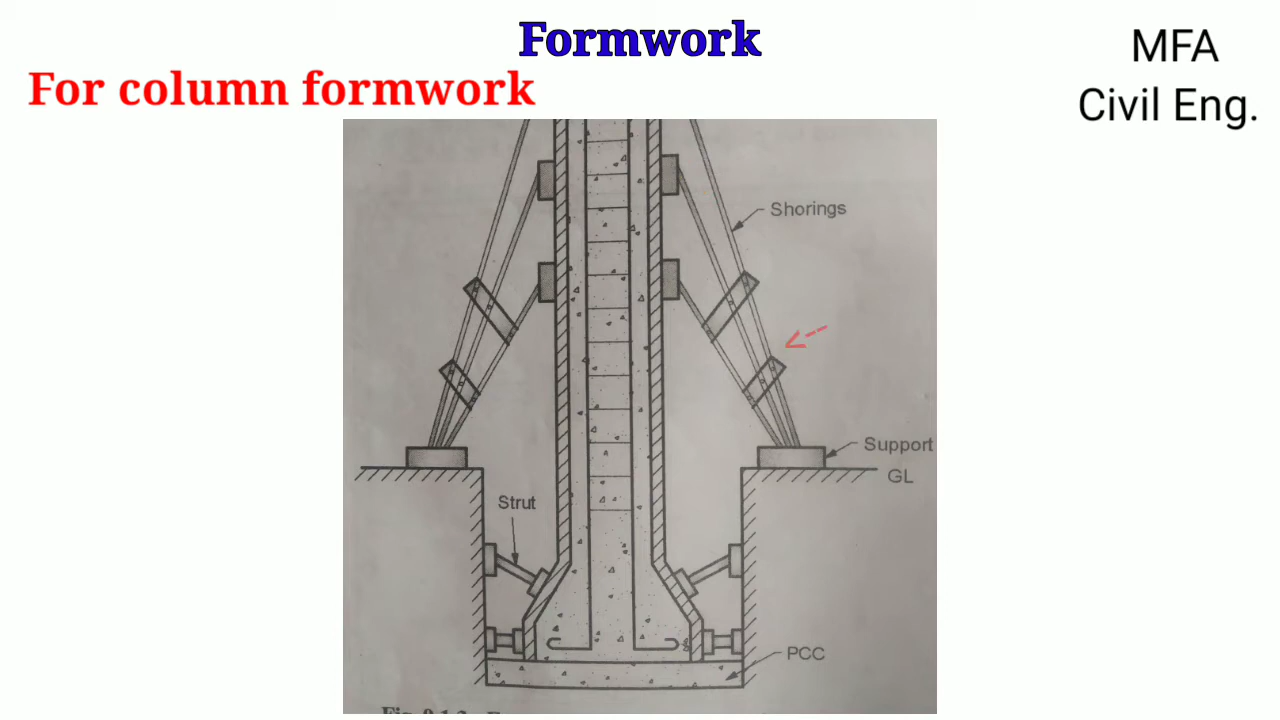 Formwork
MFA
For column formwork
Civil Eng.
Shorings
Support
GL
Strut
PCC